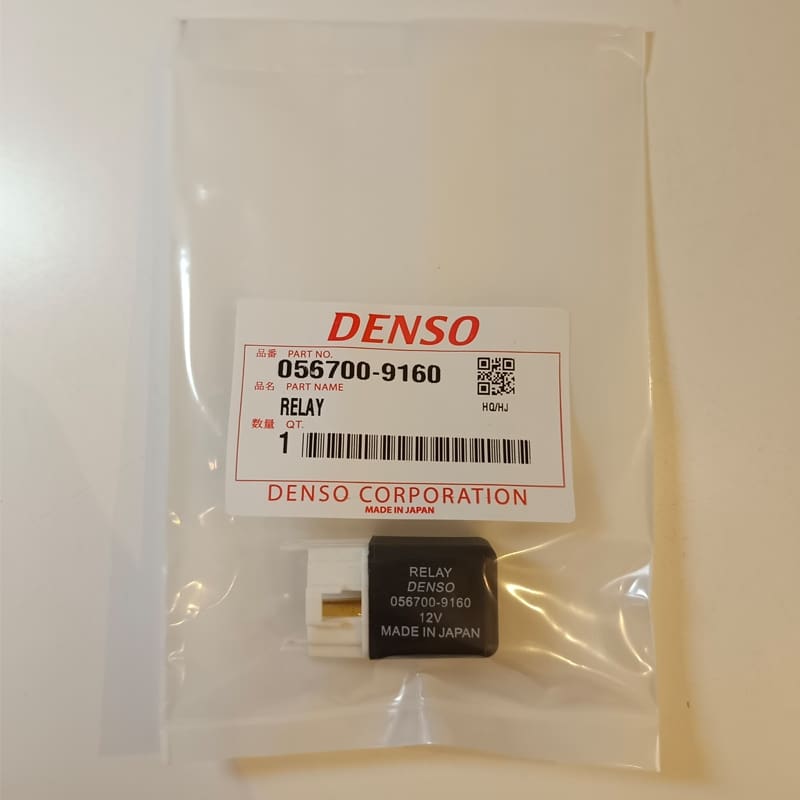 DENSO
品番 PART NO.
056700-9160
品名 PART NAME
RELAY
HQ/HJ
数量 QT.
1
DENSO CORPORATION
MADE IN JAPAN
RELAY
DENSO
056700-9160
12V
MADE IN JAPAN